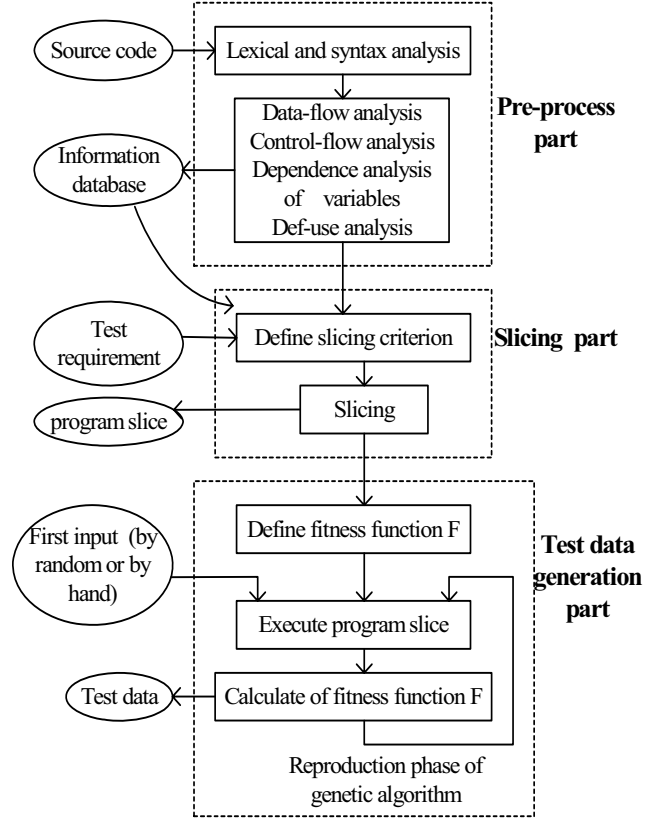 Source code
Lexical and syntax analysis
Pre-process
part
Data-flow analysis
Control-flow analysis
Dependence analysis
of variables
Def-use analysis
Information
database
Test
requirement
Define slicing criterion
Slicing part
program slice
Slicing
First input (by
random or by
hand)
Define fitness function F
Test data
generation
part
Execute program slice
Test data
Calculate of fitness function F
Reproduction phase of
genetic algorithm